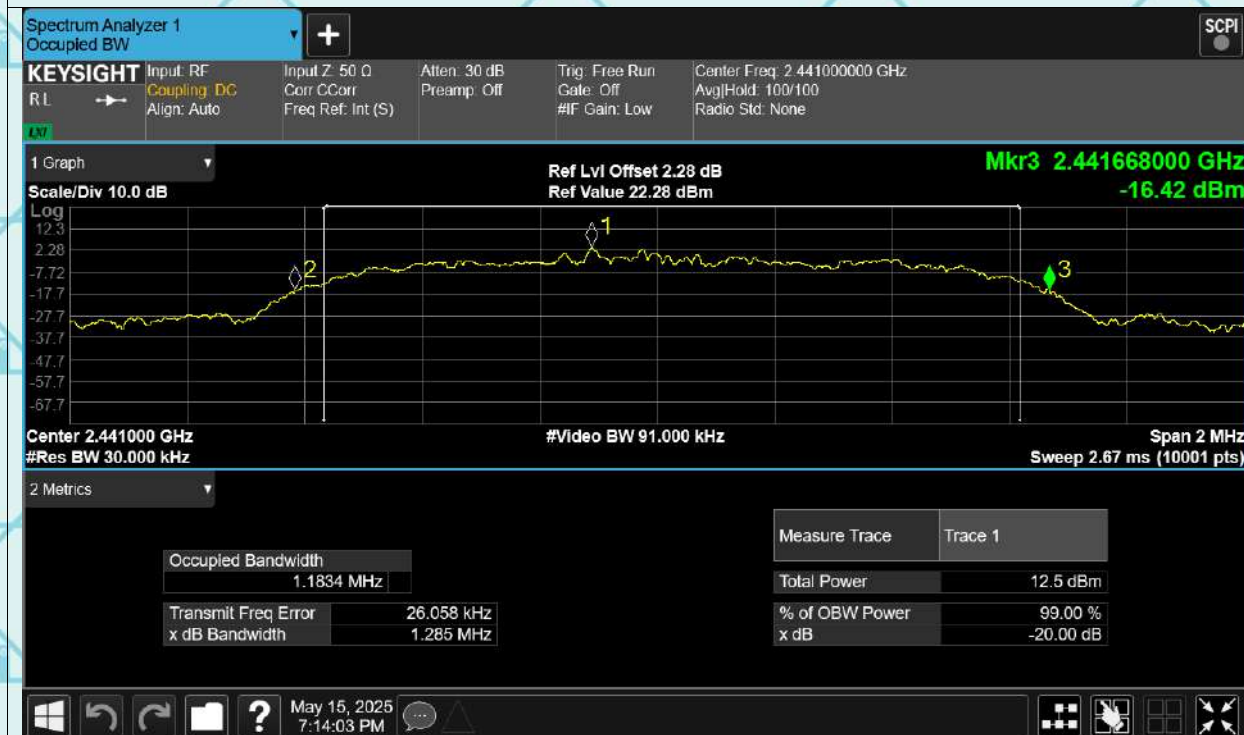 Spectrum Analyzer 1
Occupied BW
+
SCPI
KEYSIGHT
RL
LXI
Input: RF
Coupling: DC
Align: Auto
Input Z: 50 Ω
Corr CCorr
Freq Ref: Int (S)
Atten: 30 dB
Preamp: Off
Trig: Free Run
Gate: Off
#IF Gain: Low
Center Freq: 2.441000000 GHz
Avg|Hold: 100/100
Radio Std: None
1 Graph
Scale/Div 10.0 dB
Ref Lvl Offset 2.28 dB
Ref Value 22.28 dBm
Mkr3 2.441668000 GHz
-16.42 dBm
Log
12.3
2.28
-7.72
-17.7
-27.7
-37.7
-47.7
-57.7
-67.7
1
2
3
Center 2.441000 GHz
#Res BW 30.000 kHz
#Video BW 91.000 kHz
Span 2 MHz
Sweep 2.67 ms (10001 pts)
2 Metrics
Occupied Bandwidth
1.1834 MHz
Transmit Freq Error 26.058 kHz
x dB Bandwidth 1.285 MHz
Measure Trace Trace 1
Total Power 12.5 dBm
% of OBW Power 99.00 %
x dB -20.00 dB
?
May 15, 2025
7:14:03 PM